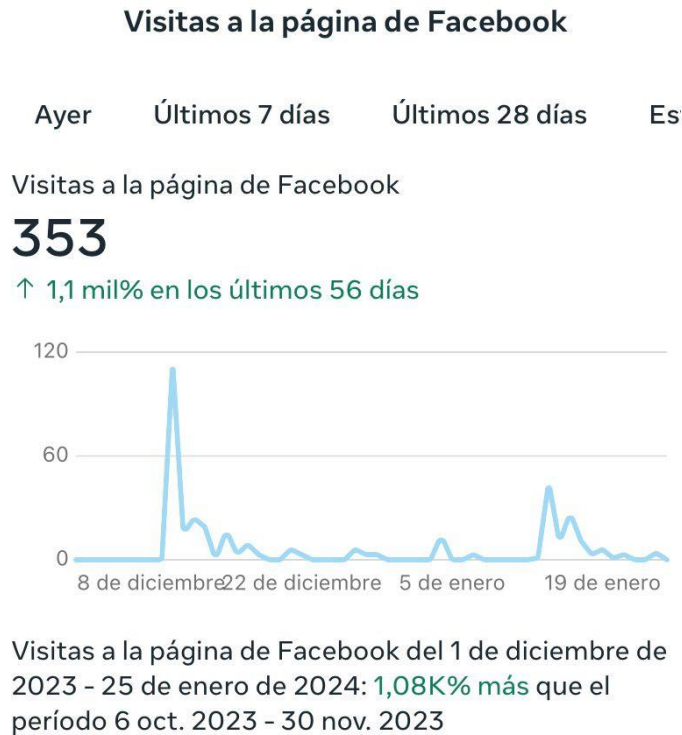 Visitas a la página de Facebook
Ayer Últimos 7 días Últimos 28 días Es
Visitas a la página de Facebook
353
↑ 1,1 mil% en los últimos 56 días
120
60
0
8 de diciembre 22 de diciembre 5 de enero 19 de enero
Visitas a la página de Facebook del 1 de diciembre de
2023 - 25 de enero de 2024: 1,08K% más que el
período 6 oct. 2023 - 30 nov. 2023